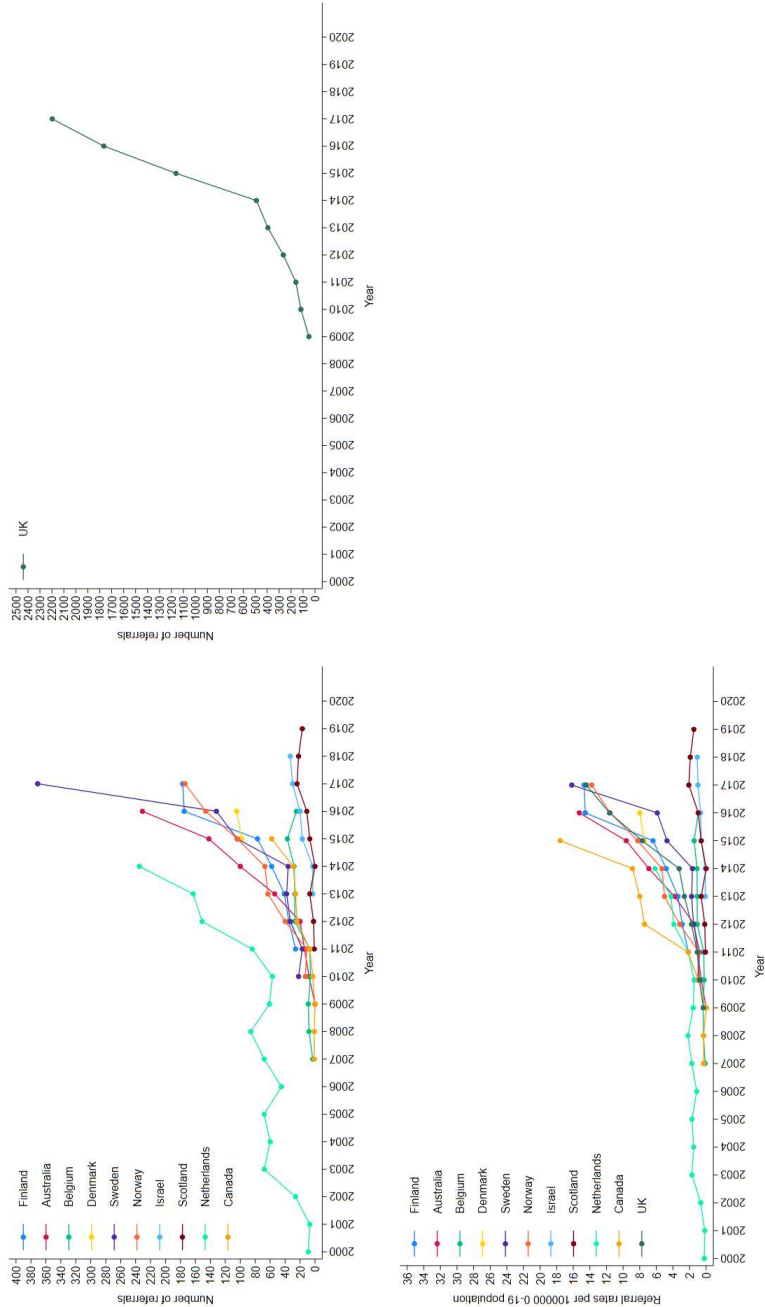 Finland
Australia
Belgium
Denmark
Sweden
Norway
Israel
Scotland
Netherlands
Canada
Number of referrals
400
380
360
340
320
300
280
260
240
220
200
180
160
140
120
100
80
60
40
20
0
2000 2001 2002 2003 2004 2005 2006 2007 2008 2009 2010 2011 2012 2013 2014 2015 2016 2017 2018 2019 2020
Year
UK
Number of referrals
2500
2400
2300
2200
2100
2000
1900
1800
1700
1600
1500
1400
1300
1200
1100
1000
900
800
700
600
500
400
300
200
100
0
2000 2001 2002 2003 2004 2005 2006 2007 2008 2009 2010 2011 2012 2013 2014 2015 2016 2017 2018 2019 2020
Year
Finland
Australia
Belgium
Denmark
Sweden
Norway
Israel
Scotland
Netherlands
Canada
UK
Referral rates per 100000 0-19 population
36
34
32
30
28
26
24
22
20
18
16
14
12
10
8
6
4
2
0
2000 2001 2002 2003 2004 2005 2006 2007 2008 2009 2010 2011 2012 2013 2014 2015 2016 2017 2018 2019 2020
Year